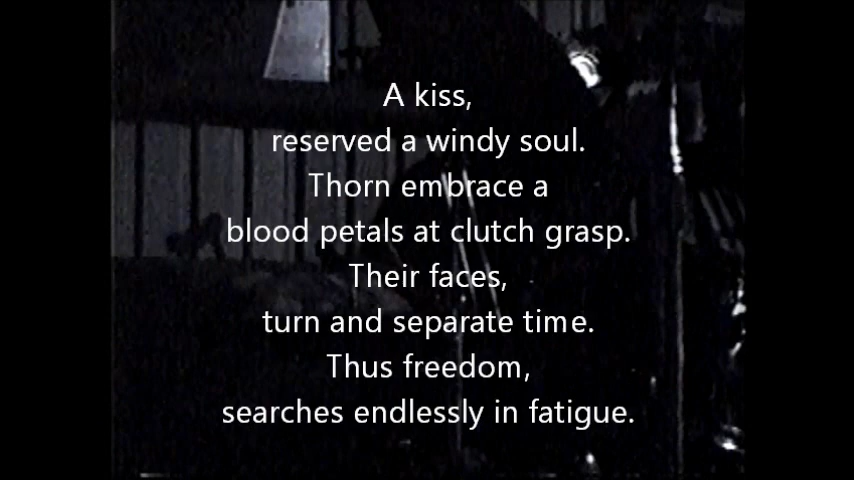 A kiss,
reserved a windy soul.
Thorn embrace a
blood petals at clutch grasp.
Their faces,
turn and separate time.
Thus freedom,
searches endlessly in fatigue.